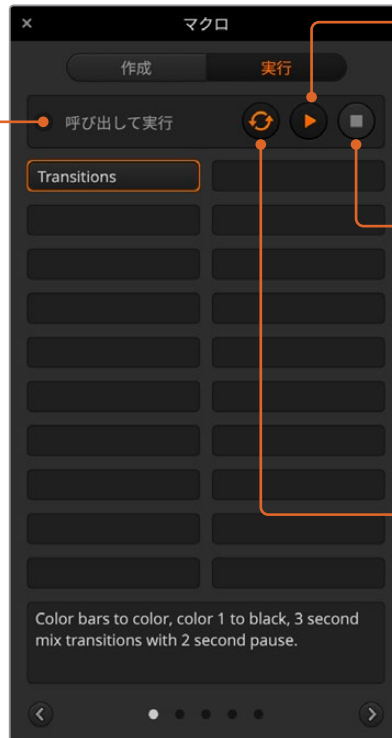 マクロ
作成
実行
呼び出して実行
Transitions
Color bars to color, color 1 to black, 3 second
mix transitions with 2 second pause.